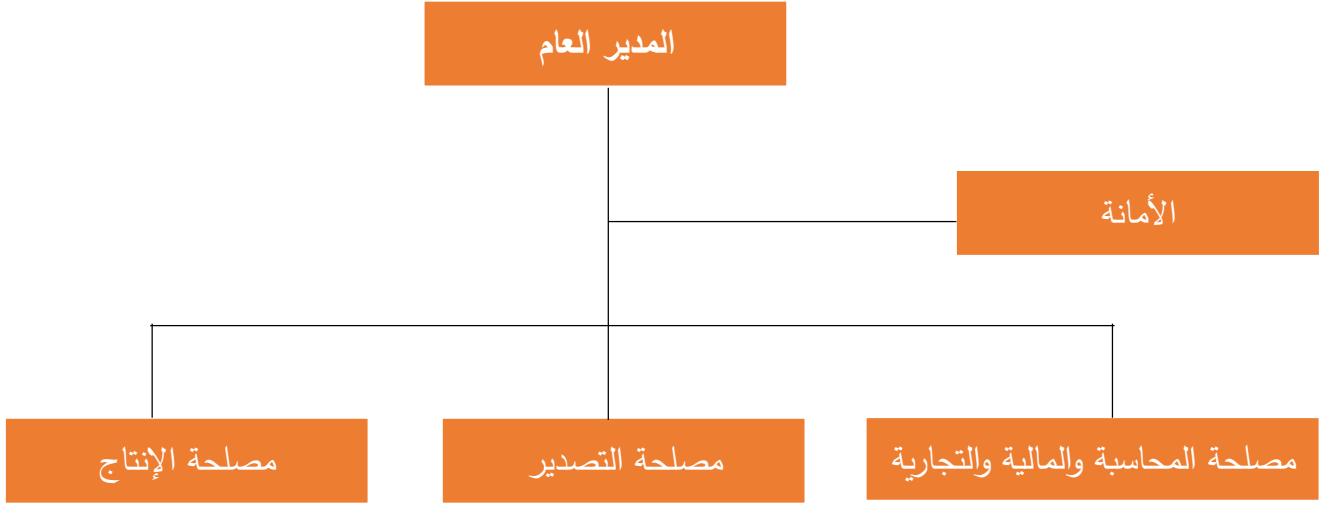 المدير العام
الأمانة
مصلحة المحاسبة والمالية والتجارية
مصلحة التصدير
مصلحة الإنتاج